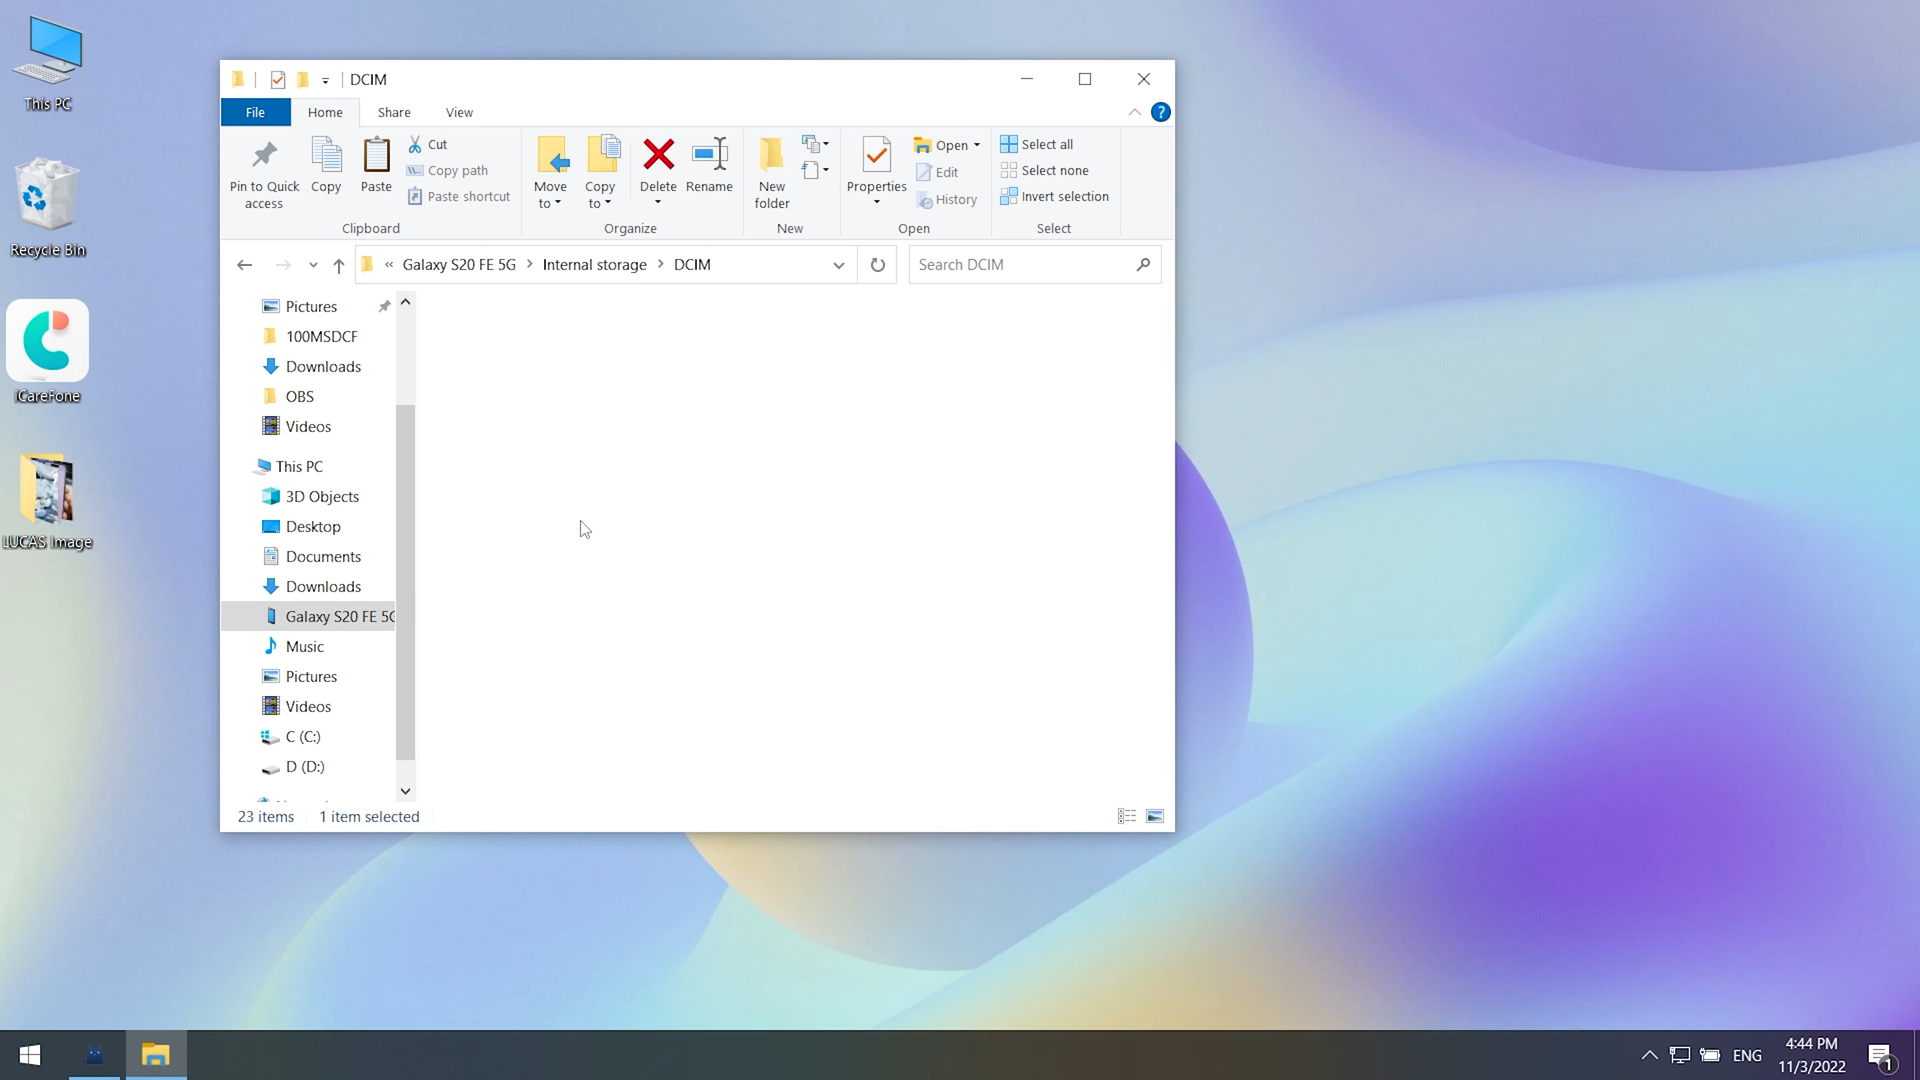 This PC
Recycle Bin
iCareFone
LUCAS Image
DCIM
File Home Share View
?
Pin to Quick access
Copy
Paste
Cut
Copy path
Paste shortcut
Clipboard
Move to
Copy to
Delete
Rename
Organize
New folder
New
Properties
Open
Edit
History
Open
Select all
Select none
Invert selection
Select
« Galaxy S20 FE 5G > Internal storage > DCIM
Search DCIM
Pictures
100MSDCF
Downloads
OBS
Videos
This PC
3D Objects
Desktop
Documents
Downloads
Galaxy S20 FE 5G
Music
Pictures
Videos
C (C:)
D (D:)
23 items 1 item selected
ENG
4:44 PM
11/3/2022
1